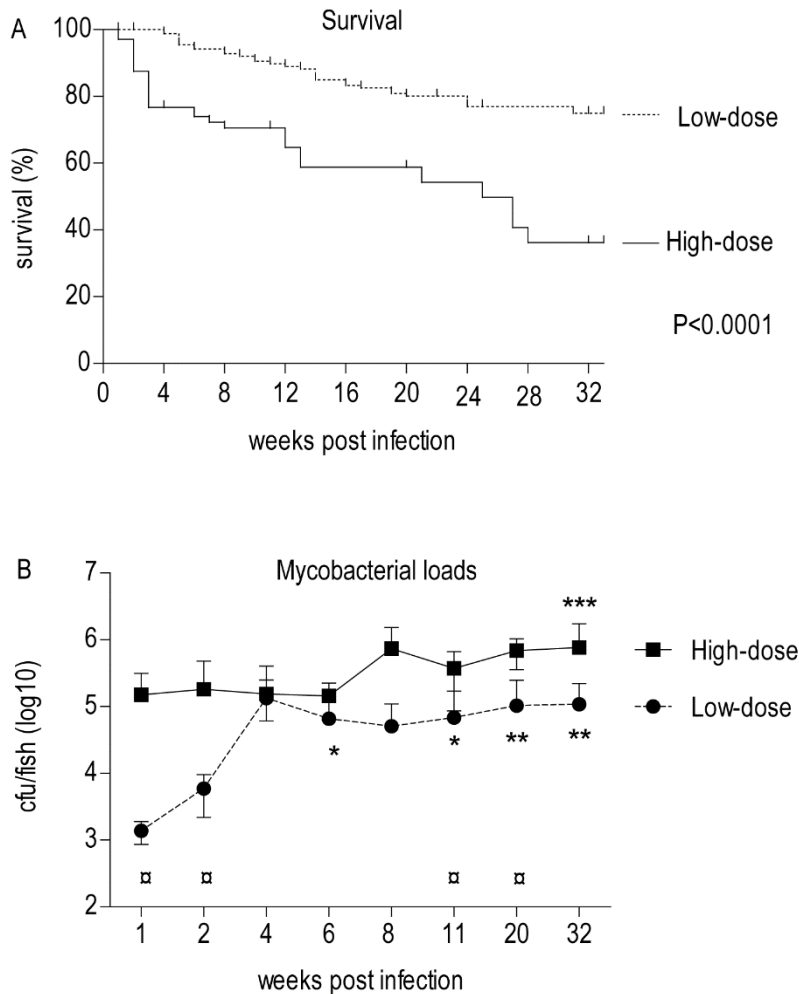 A
Survival
100
80
60
40
20
0
survival (%)
0 4 8 12 16 20 24 28 32
weeks post infection
Low-dose
High-dose
P<0.0001
B
Mycobacterial loads
7
6
5
4
3
2
cfu/fish (log10)
***
* * ** **
¤ ¤ ¤ ¤
1 2 4 6 8 11 20 32
weeks post infection
High-dose
Low-dose